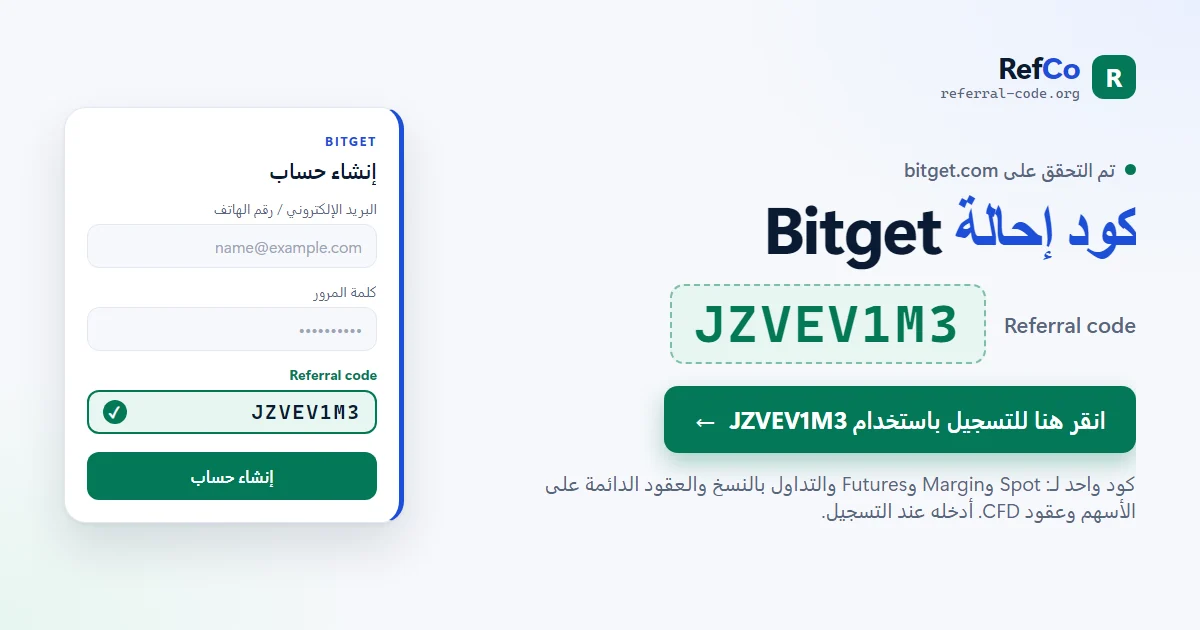 RefCo
R
referral-code.org
تم التحقق على bitget.com
كود إحالة Bitget
Referral code
JZVEV1M3
انقر هنا للتسجيل باستخدام JZVEV1M3 ←
كود واحد لـ Spot وMargin وFutures والتداول بالنسخ والعقود الدائمة على
الأسهم وعقود CFD. أدخله عند التسجيل.
BITGET
إنشاء حساب
البريد الإلكتروني / رقم الهاتف
name@example.com
كلمة المرور
••••••••••
Referral code
JZVEV1M3
إنشاء حساب